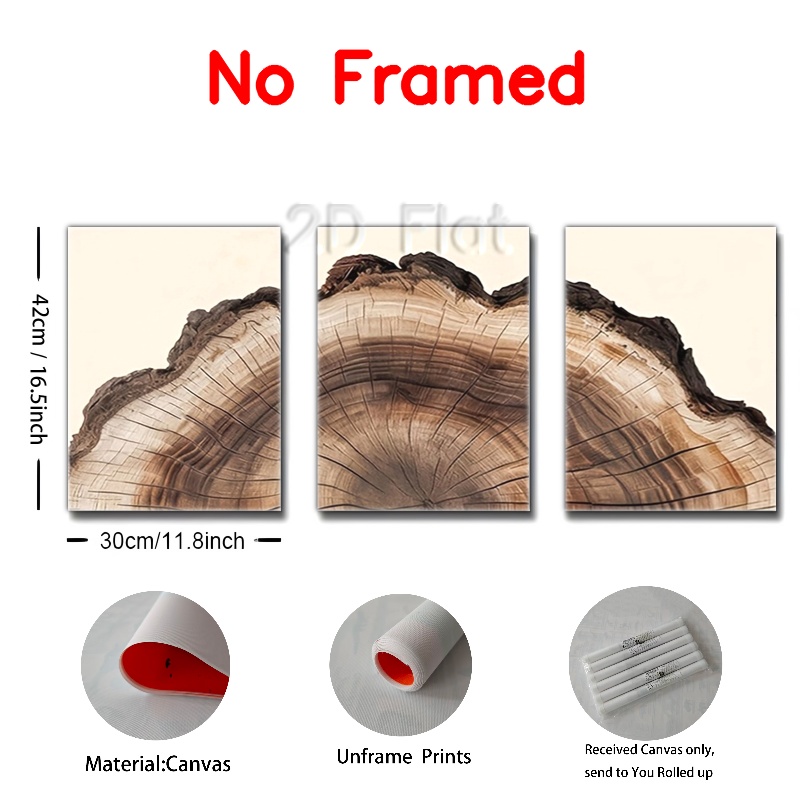 No Framed
2D Flat
42cm / 16.5inch
30cm/11.8inch
Material:Canvas
Unframe Prints
Received Canvas only,
send to You Rolled up